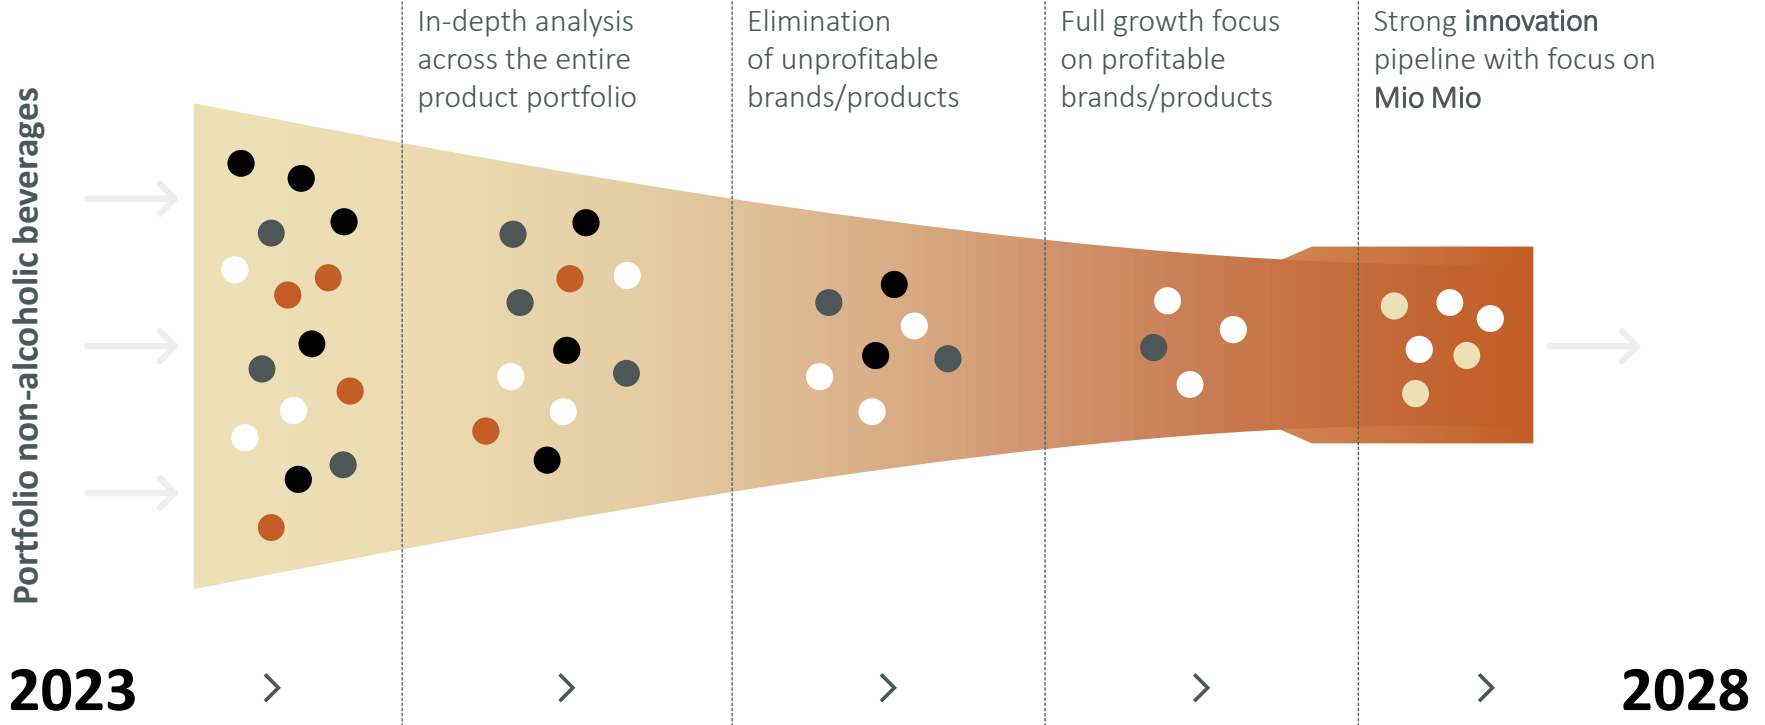 Portfolio non-alcoholic beverages
In-depth analysis
across the entire
product portfolio
Elimination
of unprofitable
brands/products
Full growth focus
on profitable
brands/products
Strong innovation
pipeline with focus on
Mio Mio
2023
2028